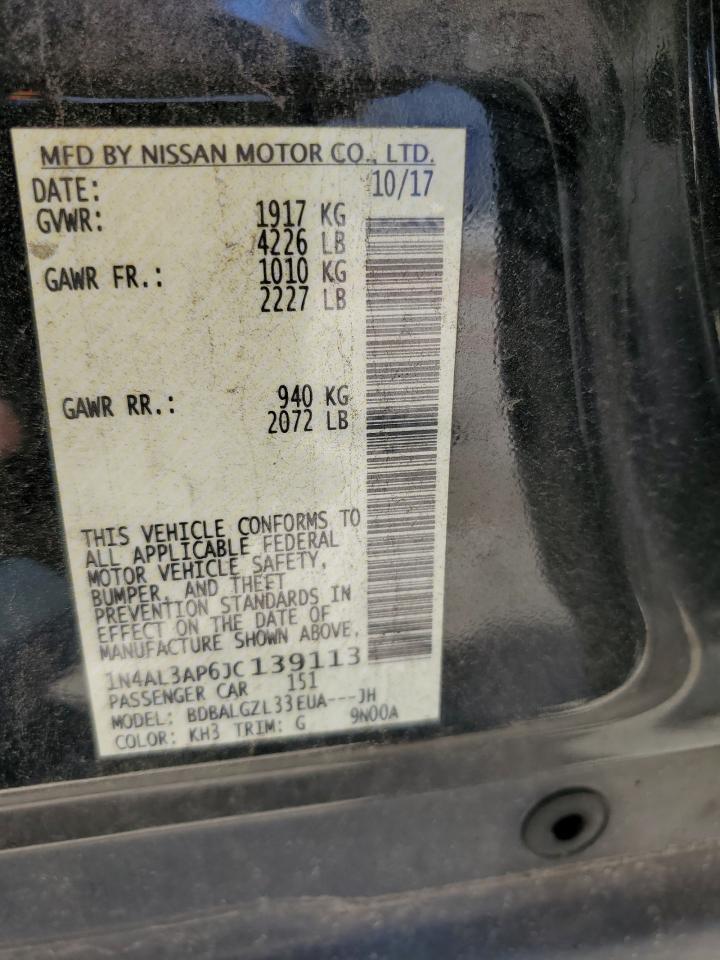 MFD BY NISSAN MOTOR CO., LTD.
DATE: 10/17
GVWR: 1917 KG
4226 LB
GAWR FR.: 1010 KG
2227 LB
GAWR RR.: 940 KG
2072 LB
THIS VEHICLE CONFORMS TO
ALL APPLICABLE FEDERAL
MOTOR VEHICLE SAFETY,
BUMPER, AND THEFT
PREVENTION STANDARDS IN
EFFECT ON THE DATE OF
MANUFACTURE SHOWN ABOVE.
1N4AL3AP6JC139113
PASSENGER CAR 151
MODEL: BDBALGZL33EUA---JH
COLOR: KH3 TRIM: G 9N00A